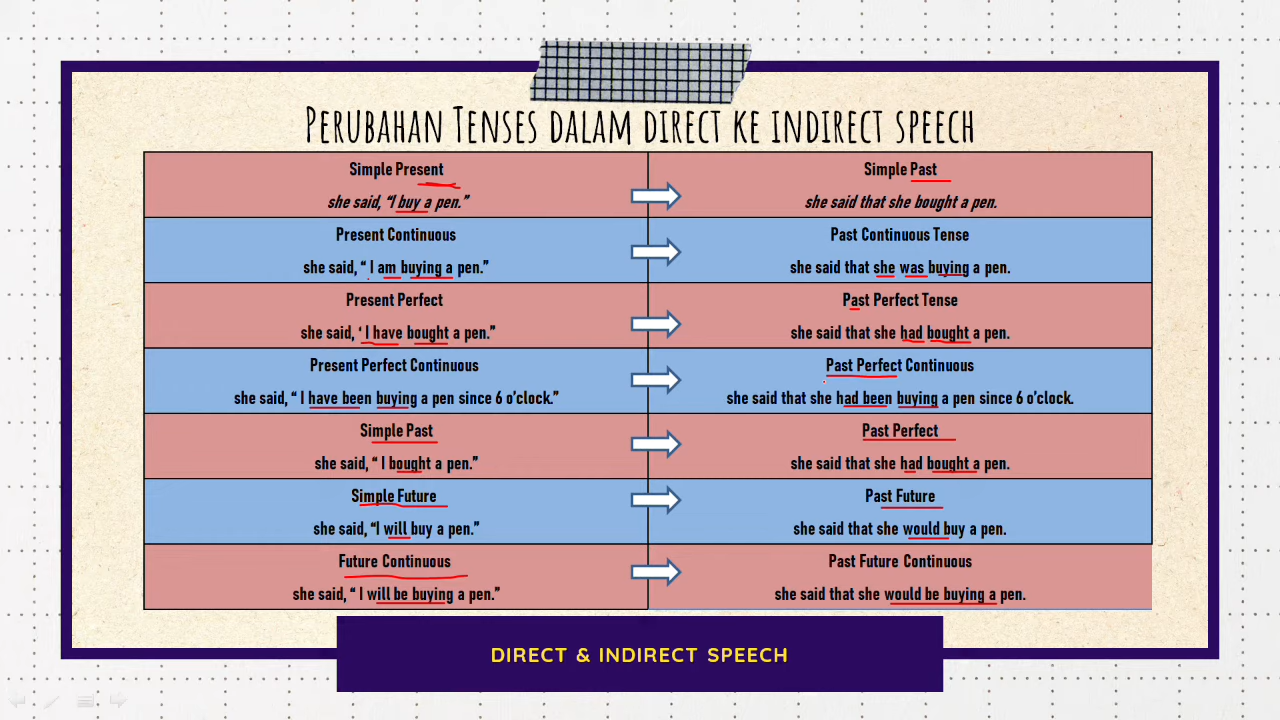 PERUBAHAN TENSES DALAM DIRECT KE INDIRECT SPEECH
Simple Present
she said, “I buy a pen.”
Simple Past
she said that she bought a pen.
Present Continuous
she said, “ I am buying a pen.”
Past Continuous Tense
she said that she was buying a pen.
Present Perfect
she said, ‘ I have bought a pen.”
Past Perfect Tense
she said that she had bought a pen.
Present Perfect Continuous
she said, “ I have been buying a pen since 6 o’clock.”
Past Perfect Continuous
she said that she had been buying a pen since 6 o’clock.
Simple Past
she said, “ I bought a pen.”
Past Perfect
she said that she had bought a pen.
Simple Future
she said, “I will buy a pen.”
Past Future
she said that she would buy a pen.
Future Continuous
she said, “ I will be buying a pen.”
Past Future Continuous
she said that she would be buying a pen.
DIRECT & INDIRECT SPEECH